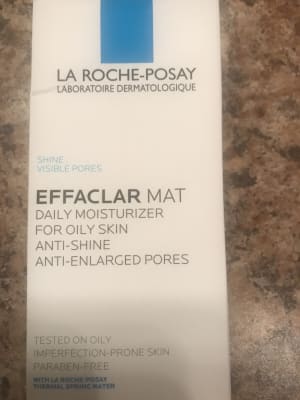 LA ROCHE-POSAY
LABORATOIRE DERMATOLOGIQUE
SHINE
VISIBLE PORES
EFFACLAR MAT
DAILY MOISTURIZER
FOR OILY SKIN
ANTI-SHINE
ANTI-ENLARGED PORES
TESTED ON OILY
IMPERFECTION-PRONE SKIN
PARABEN-FREE
WITH LA ROCHE-POSAY
THERMAL SPRING WATER